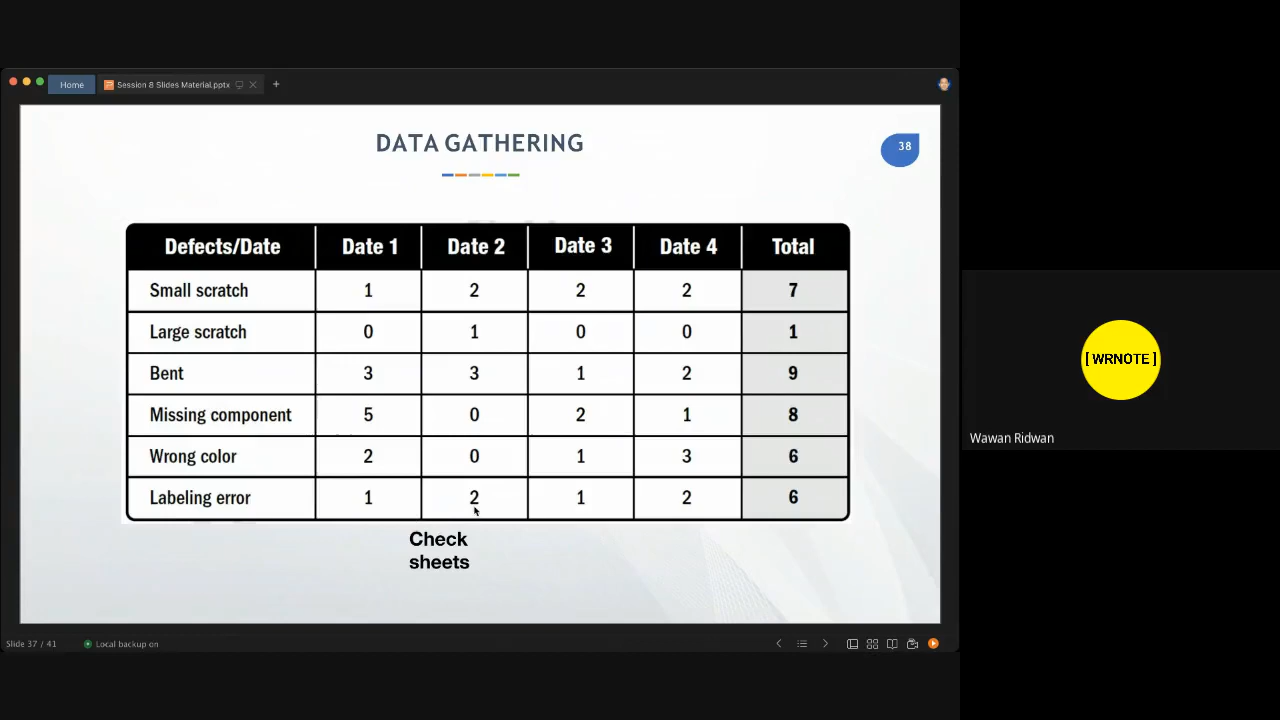 Home Session 8 Slides Material.pptx
DATA GATHERING
38
Defects/Date Date 1 Date 2 Date 3 Date 4 Total
Small scratch 1 2 2 2 7
Large scratch 0 1 0 0 1
Bent 3 3 1 2 9
Missing component 5 0 2 1 8
Wrong color 2 0 1 3 6
Labeling error 1 2 1 2 6
Check
sheets
Slide 37 / 41 Local backup on
[WRNOTE]
Wawan Ridwan